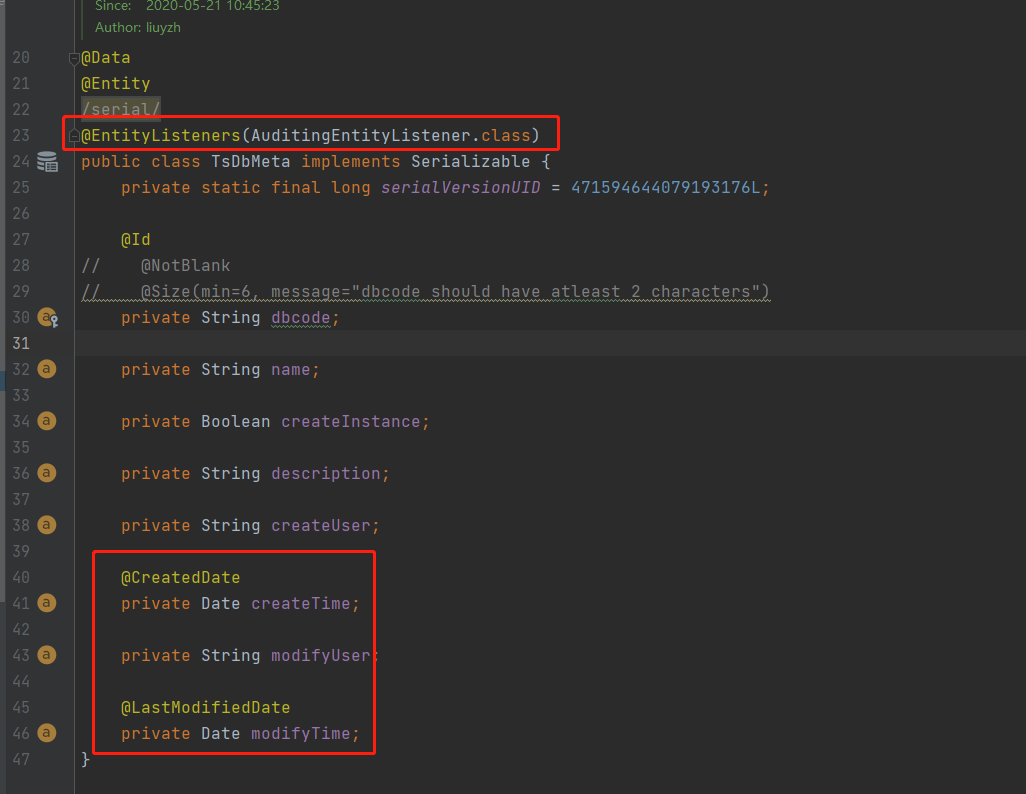 Since: 2020-05-21 10:45:23
Author: liuyzh
20 @Data
21 @Entity
22 /serial/
23 @EntityListeners(AuditingEntityListener.class)
24 public class TsDbMeta implements Serializable {
25 private static final long serialVersionUID = 471594644079193176L;
26
27 @Id
28 // @NotBlank
29 // @Size(min=6, message="dbcode should have atleast 2 characters")
30 private String dbcode;
31
32 private String name;
33
34 private Boolean createInstance;
35
36 private String description;
37
38 private String createUser;
39
40 @CreatedDate
41 private Date createTime;
42
43 private String modifyUser;
44
45 @LastModifiedDate
46 private Date modifyTime;
47 }